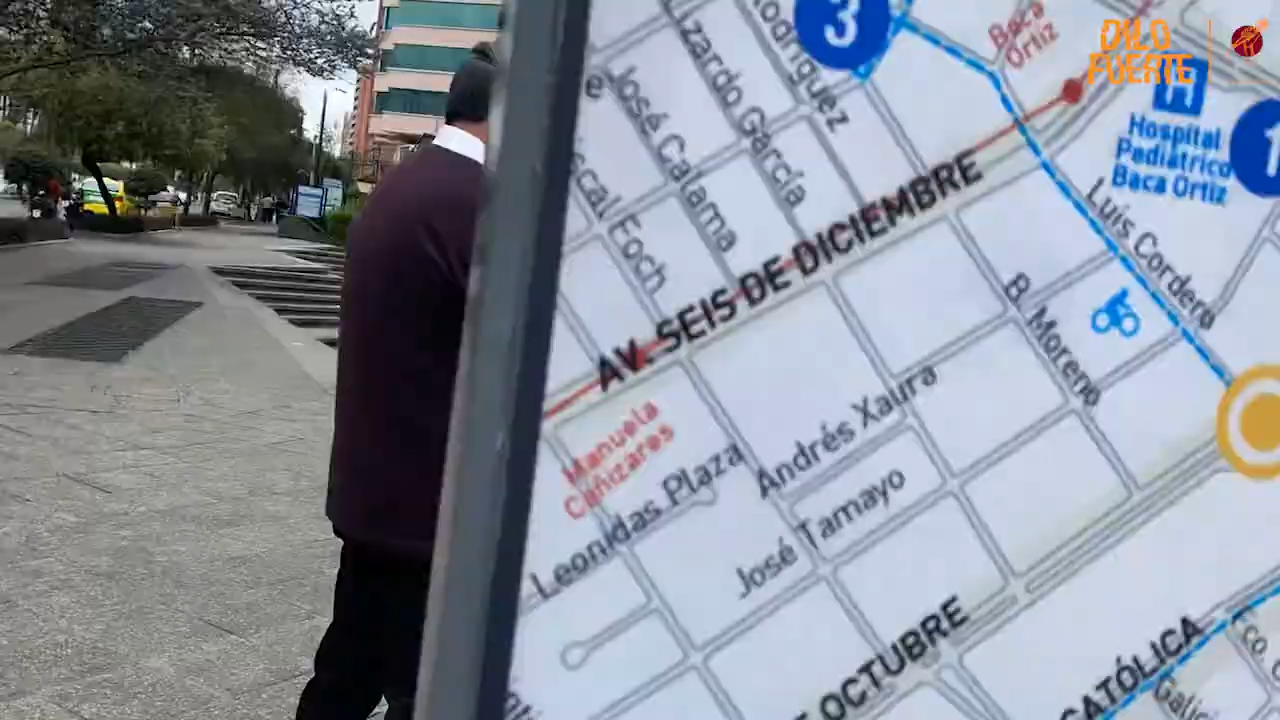 DILO
FUERTE
3
Rodríguez
Baca
Ortiz
H
Hospital
Pediátrico
Baca Ortiz
1
e
José Calama
Lizardo García
Foch
AV. SEIS DE DICIEMBRE
Luis Cordero
B. Moreno
Manuela
Cañizares
Leonidas Plaza
Andrés Xaura
José Tamayo
OCTUBRE
CATÓLICA